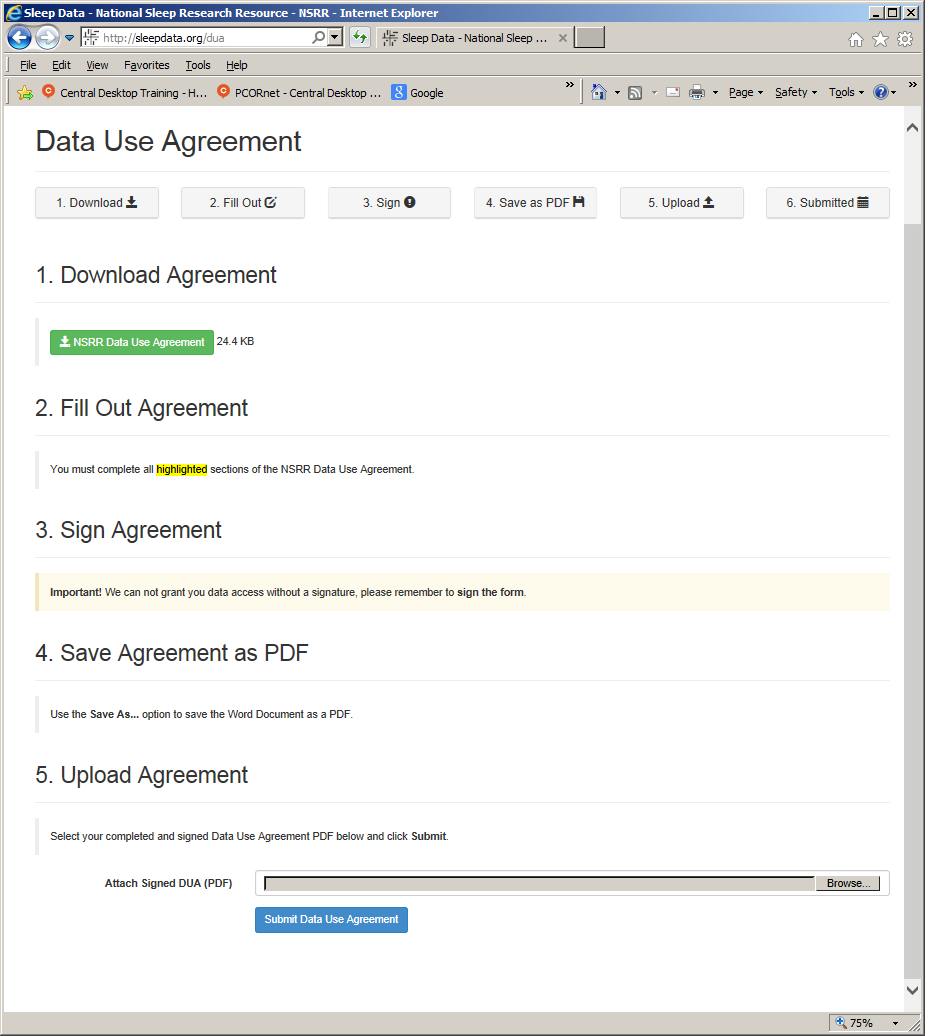 Sleep Data - National Sleep Research Resource - NSRR - Internet Explorer
http://sleepdata.org/dua
Sleep Data - National Sleep ...
File Edit View Favorites Tools Help
Central Desktop Training - H... PCORnet - Central Desktop ... Google
Page Safety Tools
Data Use Agreement
1. Download 2. Fill Out 3. Sign 4. Save as PDF 5. Upload 6. Submitted
1. Download Agreement
NSRR Data Use Agreement 24.4 KB
2. Fill Out Agreement
You must complete all highlighted sections of the NSRR Data Use Agreement.
3. Sign Agreement
Important! We can not grant you data access without a signature, please remember to sign the form.
4. Save Agreement as PDF
Use the Save As... option to save the Word Document as a PDF.
5. Upload Agreement
Select your completed and signed Data Use Agreement PDF below and click Submit.
Attach Signed DUA (PDF) Browse...
Submit Data Use Agreement
75%